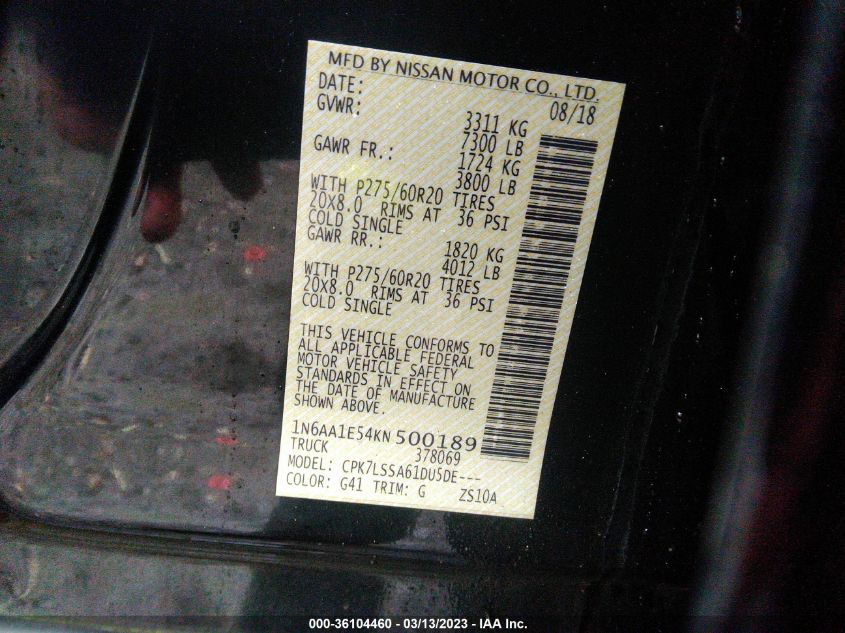 MFD BY NISSAN MOTOR CO., LTD.
DATE: 08/18
GVWR: 3311 KG
7300 LB
GAWR FR.: 1724 KG
3800 LB
WITH P275/60R20 TIRES
20X8.0 RIMS AT 36 PSI
COLD SINGLE
GAWR RR.: 1820 KG
4012 LB
WITH P275/60R20 TIRES
20X8.0 RIMS AT 36 PSI
COLD SINGLE
THIS VEHICLE CONFORMS TO
ALL APPLICABLE FEDERAL
MOTOR VEHICLE SAFETY
STANDARDS IN EFFECT ON
THE DATE OF MANUFACTURE
SHOWN ABOVE.
1N6AA1E54KN500189
TRUCK 378069
MODEL: CPK7LSSA61DU5DE---
COLOR: G41 TRIM: G ZS10A
000-36104460 - 03/13/2023 - IAA Inc.